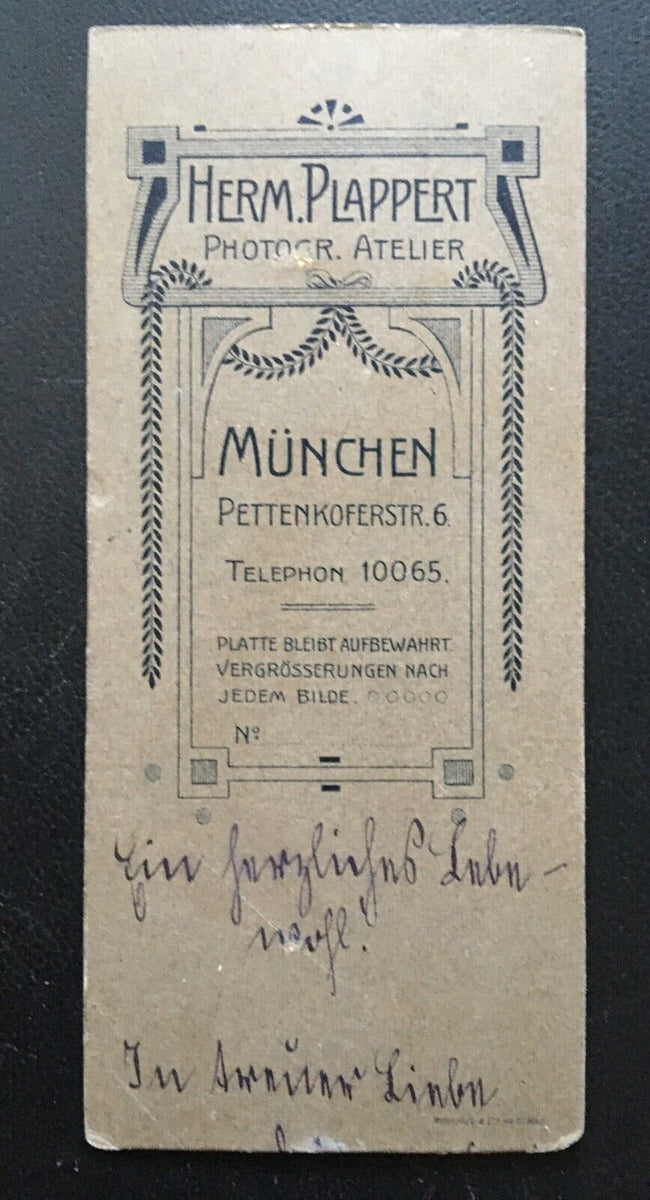 HERM. PLAPPERT
PHOTOGR. ATELIER
MÜNCHEN
PETTENKOFERSTR. 6.
TELEPHON 10065.
PLATTE BLEIBT AUFBEWAHRT.
VERGRÖSSERUNGEN NACH
JEDEM BILDE.
Nº
Ein herzliches Lebe-
wohl!
In treuer Liebe